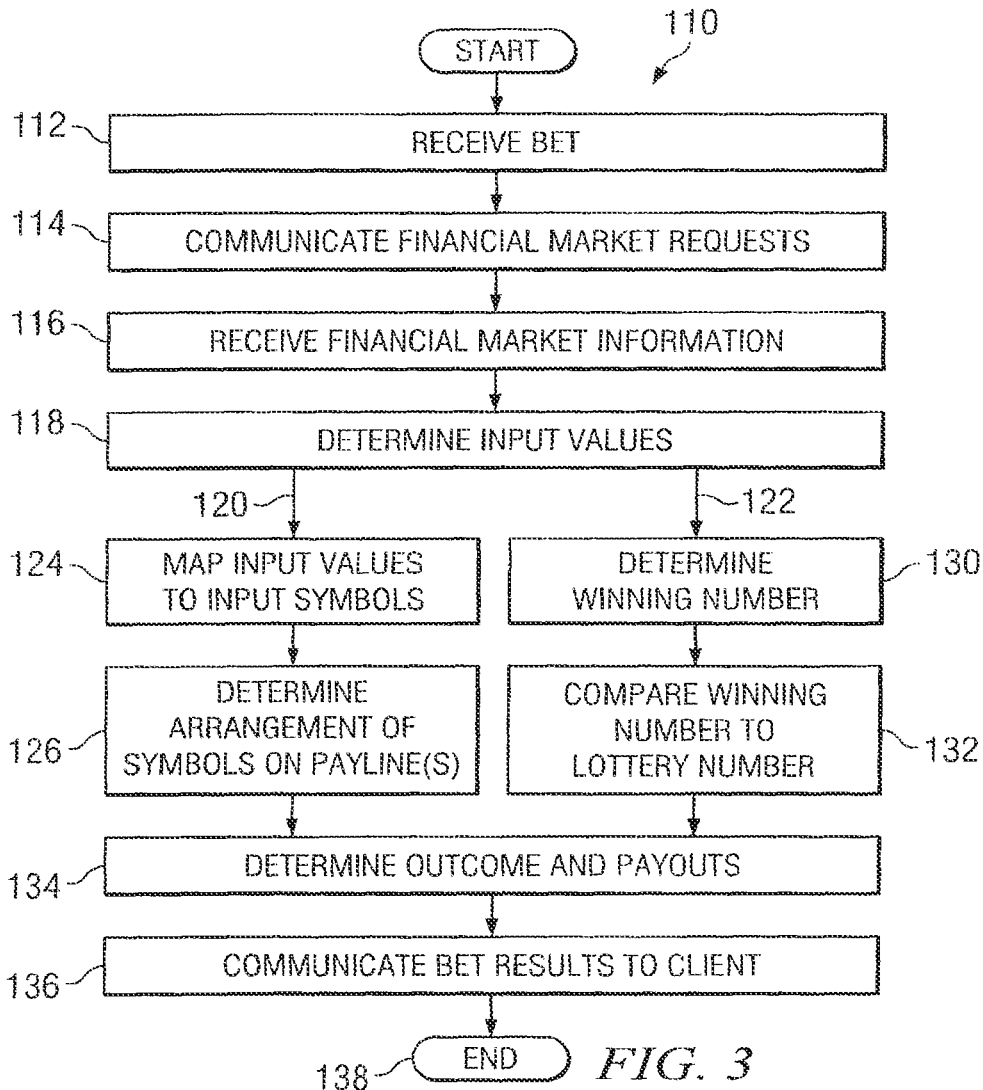 START
110
112
RECEIVE BET
114
COMMUNICATE FINANCIAL MARKET REQUESTS
116
RECEIVE FINANCIAL MARKET INFORMATION
118
DETERMINE INPUT VALUES
120
122
124
MAP INPUT VALUES
TO INPUT SYMBOLS
DETERMINE
WINNING NUMBER
130
126
DETERMINE
ARRANGEMENT OF
SYMBOLS ON PAYLINE(S)
COMPARE WINNING
NUMBER TO
LOTTERY NUMBER
132
134
DETERMINE OUTCOME AND PAYOUTS
136
COMMUNICATE BET RESULTS TO CLIENT
138
END
FIG. 3